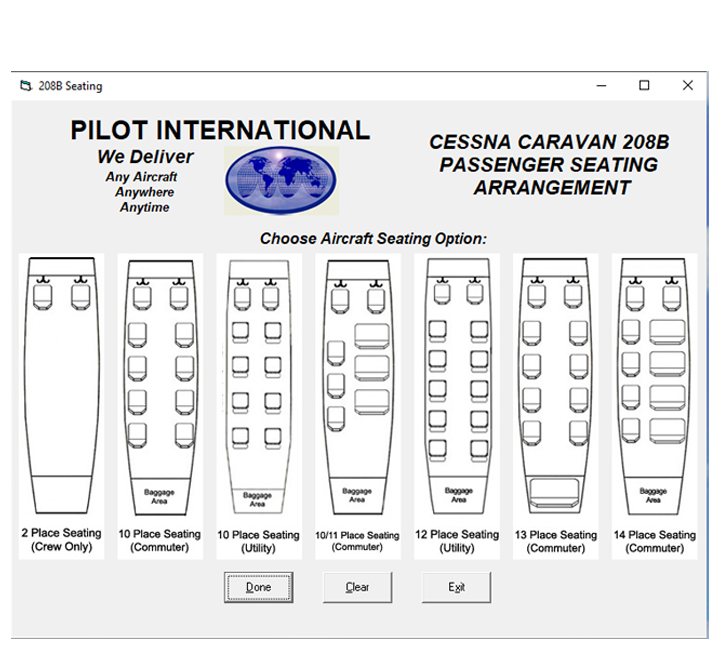 208B Seating
PILOT INTERNATIONAL
We Deliver
Any Aircraft
Anywhere
Anytime
CESSNA CARAVAN 208B
PASSENGER SEATING
ARRANGEMENT
Choose Aircraft Seating Option:
2 Place Seating
(Crew Only)
Baggage
Area
10 Place Seating
(Commuter)
Baggage
Area
10 Place Seating
(Utility)
Baggage
Area
10/11 Place Seating
(Commuter)
Baggage
Area
12 Place Seating
(Utility)
13 Place Seating
(Commuter)
Baggage
Area
14 Place Seating
(Commuter)
Done
Clear
Exit